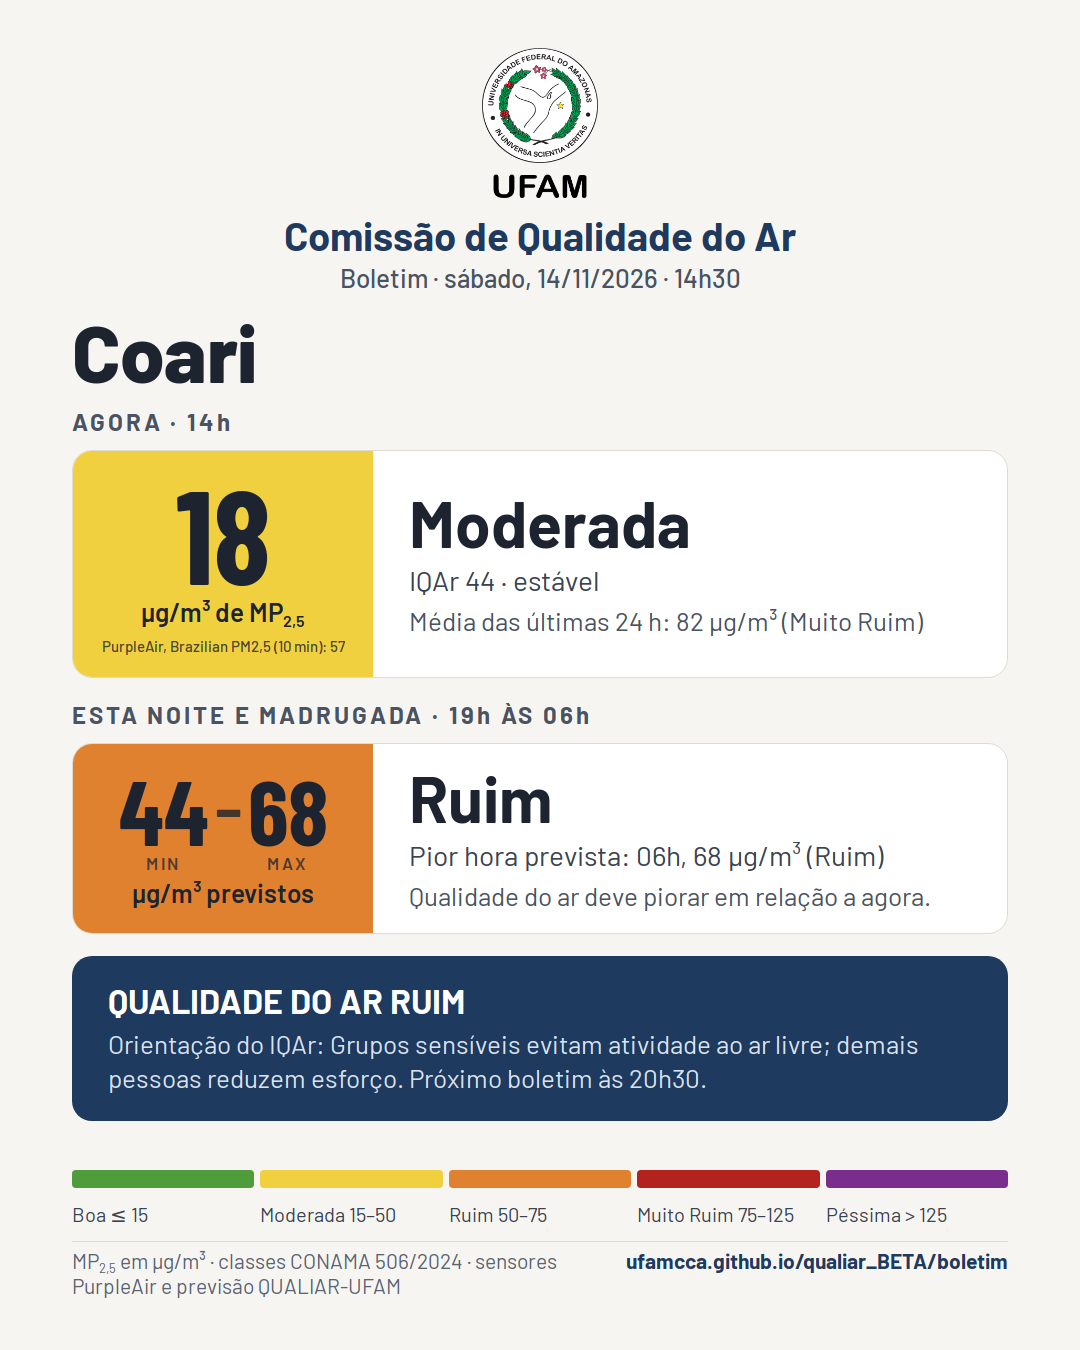 UNIVERSIDADE FEDERAL DO AMAZONAS
IN UNIVERSA SCIENTIA VERITAS
UFAM
Comissão de Qualidade do Ar
Boletim · sábado, 14/11/2026 · 14h30
Coari
AGORA · 14h
18
µg/m³ de MP2,5
PurpleAir, Brazilian PM2,5 (10 min): 57
Moderada
IQAr 44 · estável
Média das últimas 24 h: 82 µg/m³ (Muito Ruim)
ESTA NOITE E MADRUGADA · 19h ÀS 06h
44 – 68
MIN MAX
µg/m³ previstos
Ruim
Pior hora prevista: 06h, 68 µg/m³ (Ruim)
Qualidade do ar deve piorar em relação a agora.
QUALIDADE DO AR RUIM
Orientação do IQAr: Grupos sensíveis evitam atividade ao ar livre; demais
pessoas reduzem esforço. Próximo boletim às 20h30.
Boa ≤ 15 Moderada 15–50 Ruim 50–75 Muito Ruim 75–125 Péssima > 125
MP2,5 em µg/m³ · classes CONAMA 506/2024 · sensores
PurpleAir e previsão QUALIAR-UFAM
ufamcca.github.io/qualiar_BETA/boletim